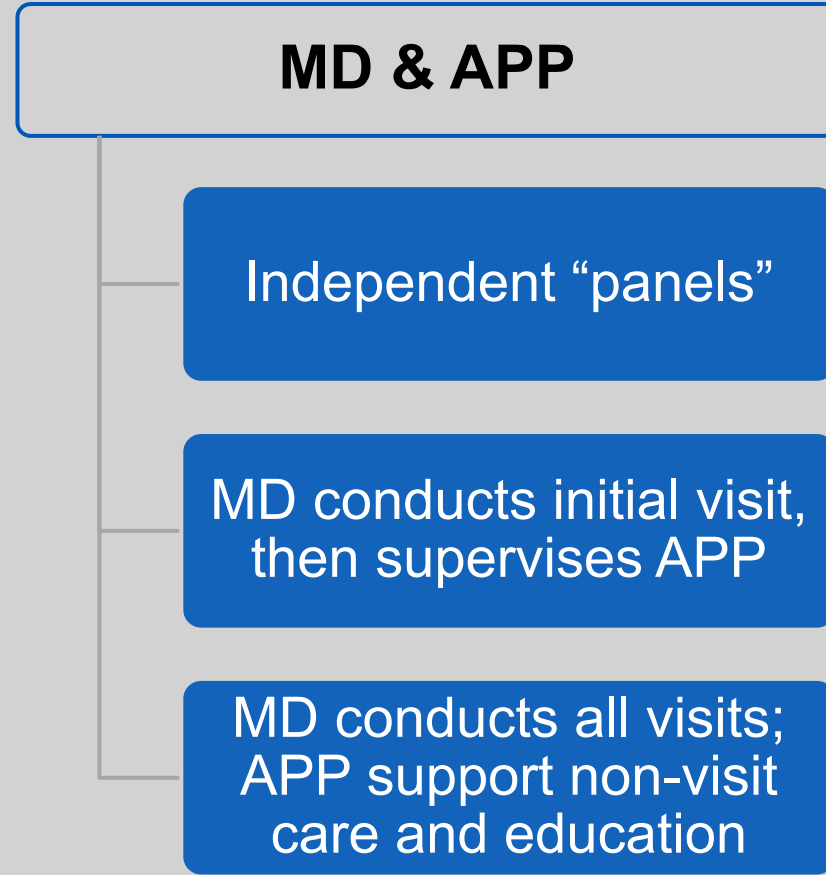 MD & APP
Independent “panels”
MD conducts initial visit,
then supervises APP
MD conducts all visits;
APP support non-visit
care and education